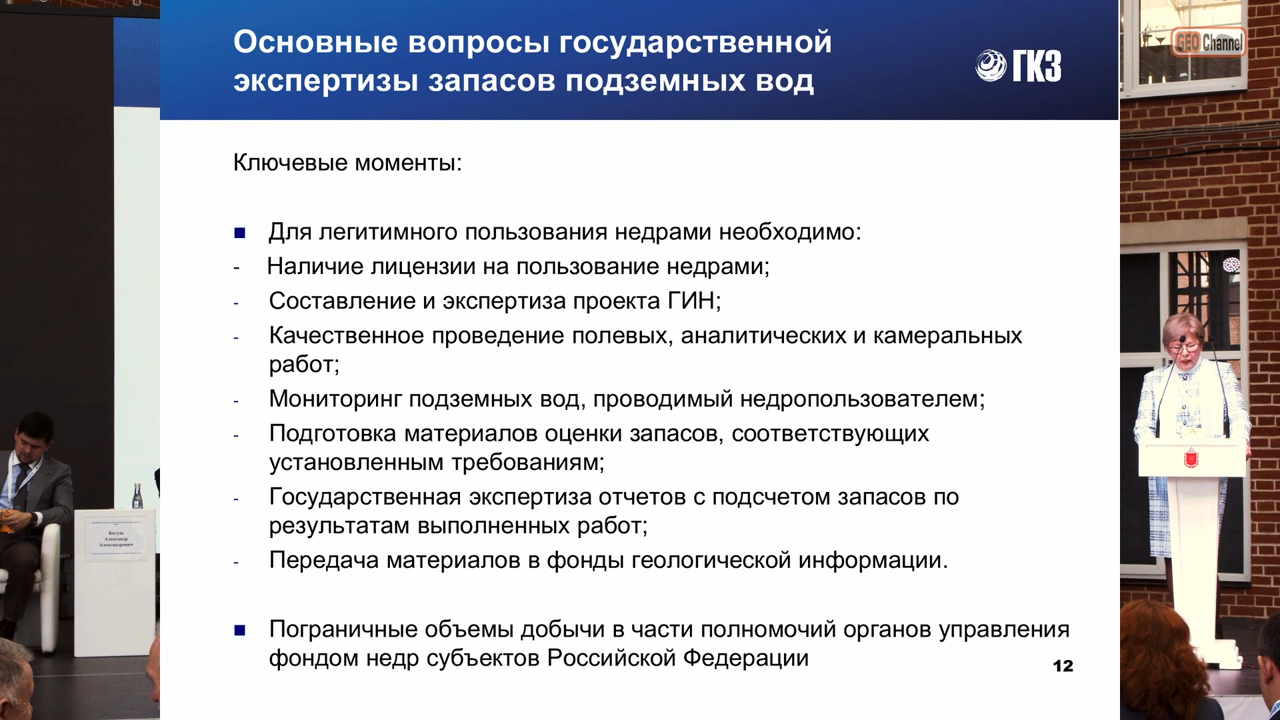 Основные вопросы государственной
экспертизы запасов подземных вод
ГКЗ
GEO Channel
Ключевые моменты:
■ Для легитимного пользования недрами необходимо:
- Наличие лицензии на пользование недрами;
- Составление и экспертиза проекта ГИН;
- Качественное проведение полевых, аналитических и камеральных
работ;
- Мониторинг подземных вод, проводимый недропользователем;
- Подготовка материалов оценки запасов, соответствующих
установленным требованиям;
- Государственная экспертиза отчетов с подсчетом запасов по
результатам выполненных работ;
- Передача материалов в фонды геологической информации.
■ Пограничные объемы добычи в части полномочий органов управления
фондом недр субъектов Российской Федерации
12
Александр
Александрович